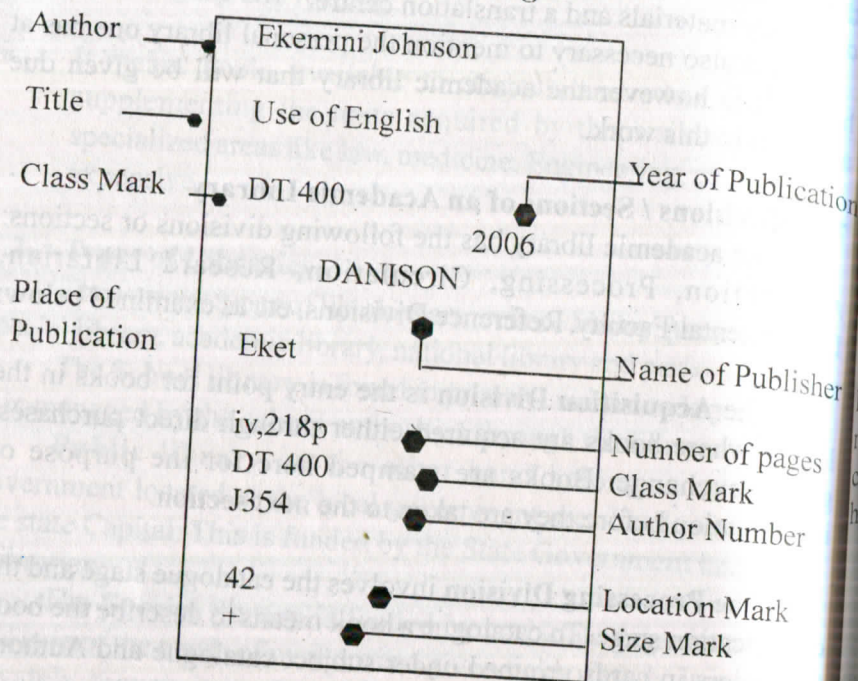 Author
Ekemini Johnson
Title
Use of English
Class Mark
DT 400
Year of Publication
2006
DANISON
Place of
Publication
Eket
Name of Publisher
iv,218p
Number of pages
DT 400
Class Mark
J354
Author Number
42
Location Mark
+
Size Mark